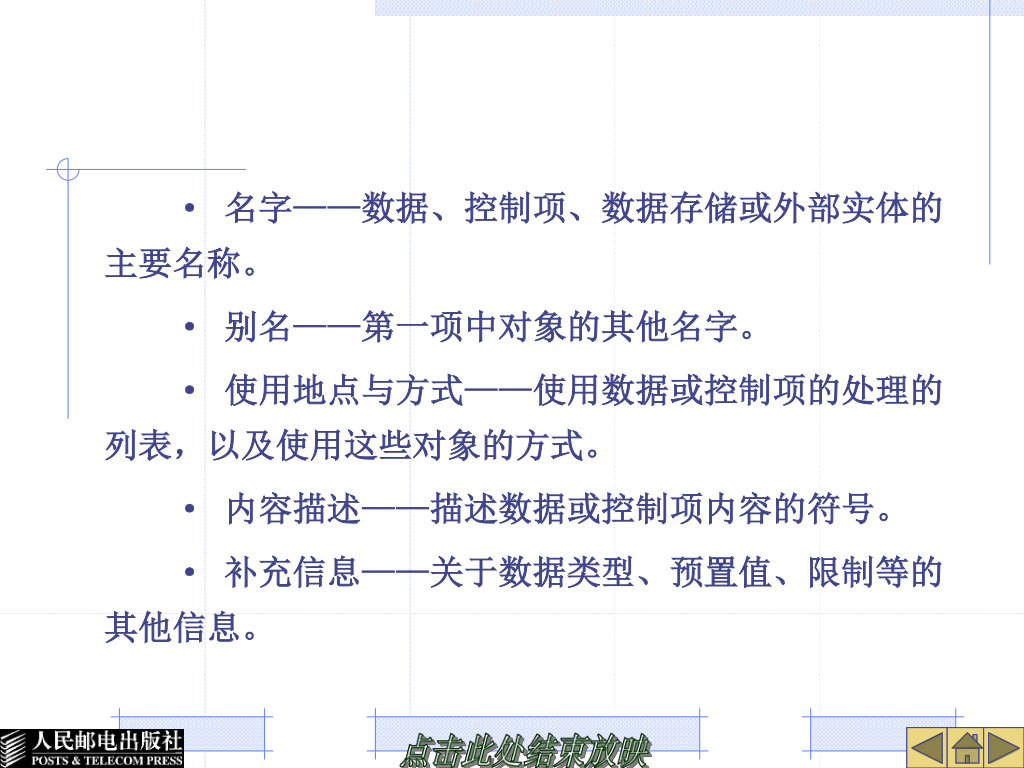 • 名字——数据、控制项、数据存储或外部实体的
主要名称。
• 别名——第一项中对象的其他名字。
• 使用地点与方式——使用数据或控制项的处理的
列表，以及使用这些对象的方式。
• 内容描述——描述数据或控制项内容的符号。
• 补充信息——关于数据类型、预置值、限制等的
其他信息。
人民邮电出版社
POSTS & TELECOM PRESS
点击此处结束放映